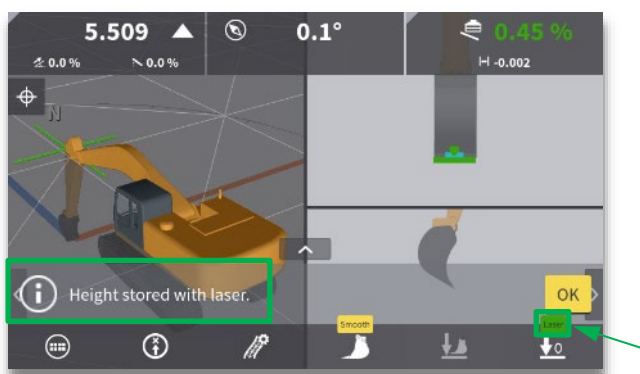 5.509
0.1°
0.45 %
0.0 %
0.0 %
-0.002
N
Height stored with laser.
OK
Smooth
Laser
0